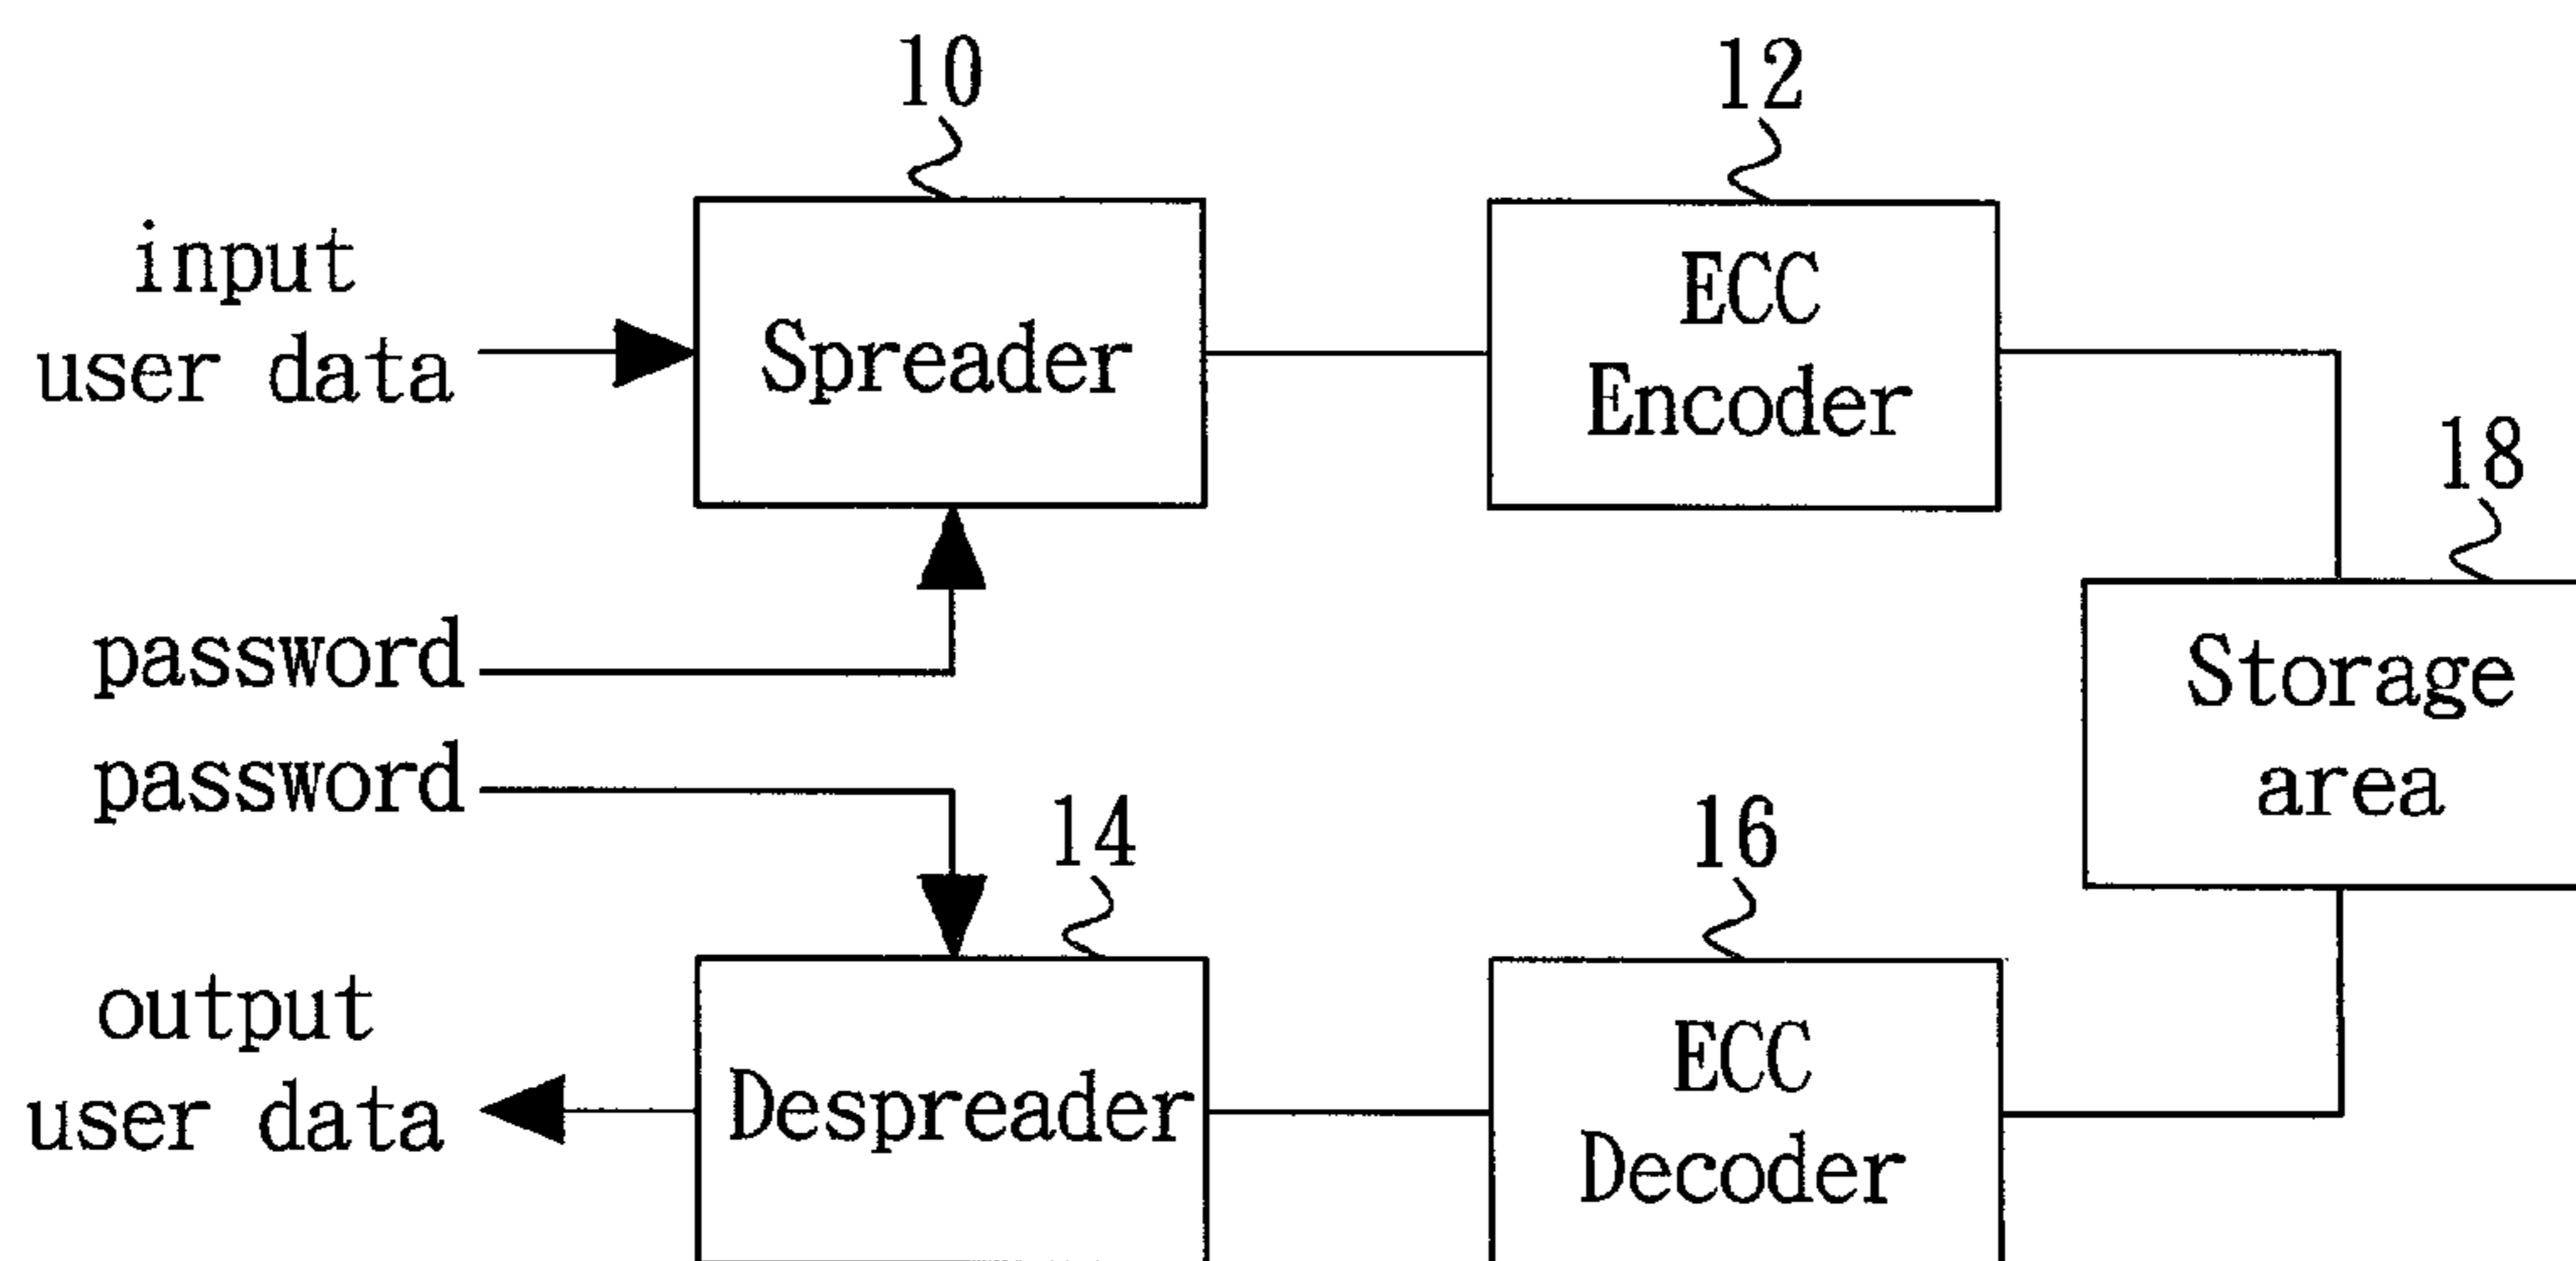 10
12
input
user data
Spreader
ECC
Encoder
18
password
Storage
area
password
14
16
output
user data
Despreader
ECC
Decoder